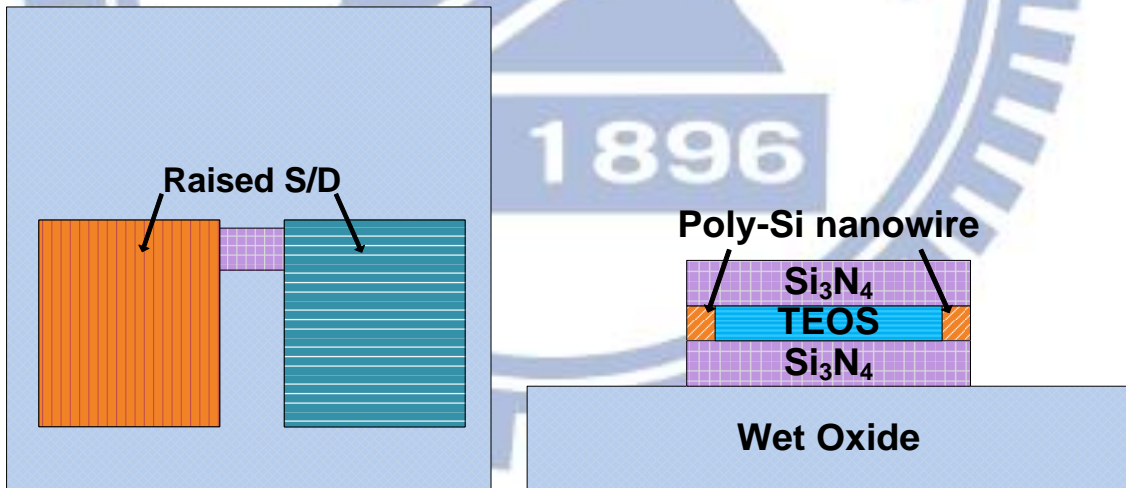 1896
Raised S/D
Poly-Si nanowire
Si₃N₄
TEOS
Si₃N₄
Wet Oxide